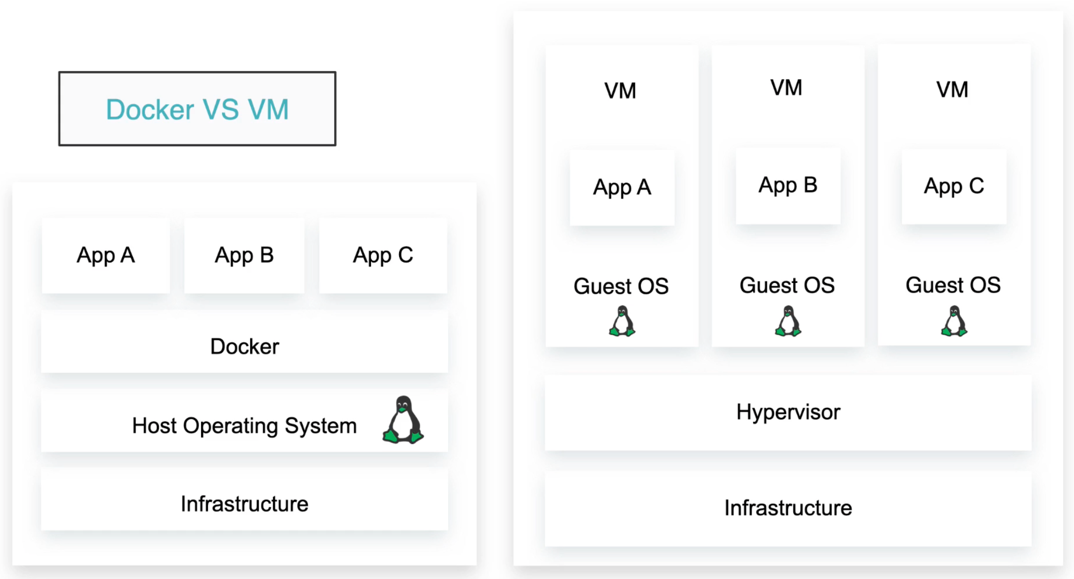 Docker VS VM
App A
App B
App C
Docker
Host Operating System
Infrastructure
VM
VM
VM
App A
App B
App C
Guest OS
Guest OS
Guest OS
Hypervisor
Infrastructure